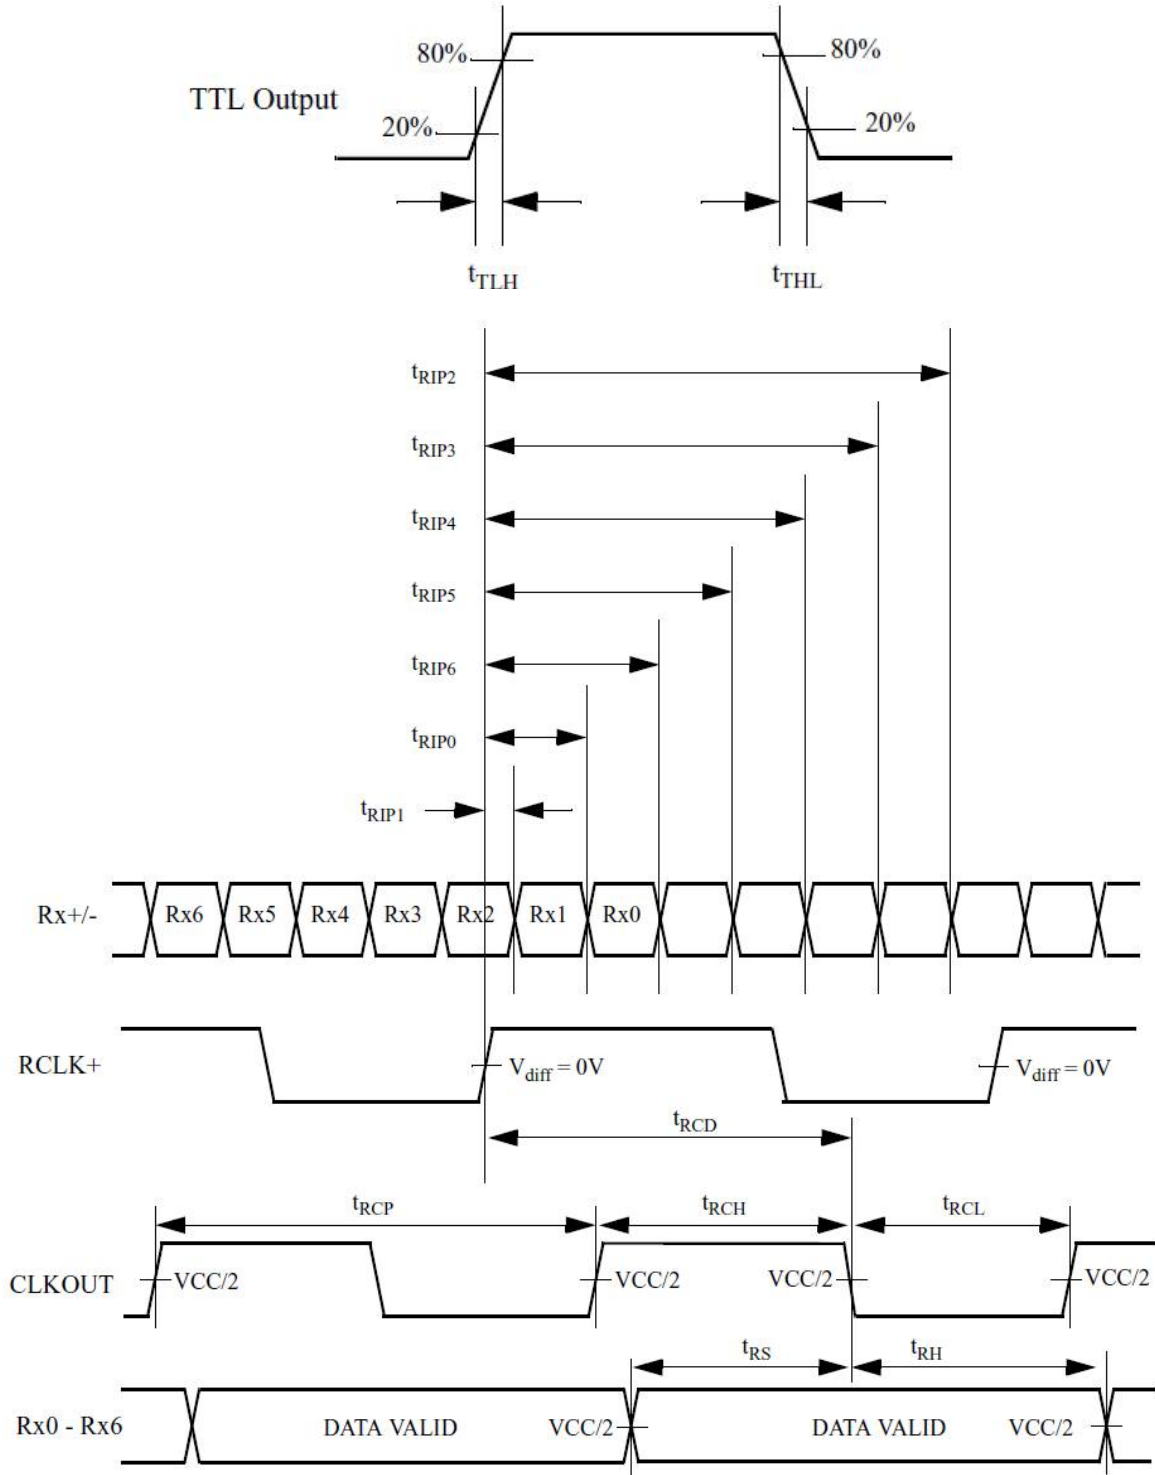 80%
80%
TTL Output
20%
20%
tTLH
tTHL
tRIP2
tRIP3
tRIP4
tRIP5
tRIP6
tRIP0
tRIP1
Rx+/-
Rx6
Rx5
Rx4
Rx3
Rx2
Rx1
Rx0
RCLK+
Vdiff = 0V
Vdiff = 0V
tRCD
tRCP
tRCH
tRCL
CLKOUT
VCC/2
VCC/2
VCC/2
VCC/2
tRS
tRH
Rx0 - Rx6
DATA VALID
VCC/2
DATA VALID
VCC/2